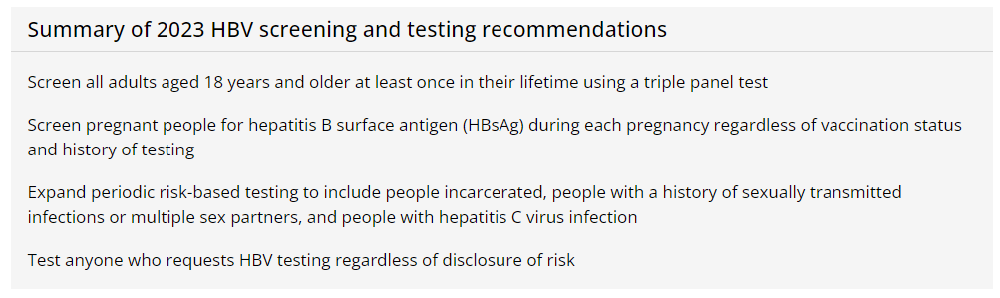 Summary of 2023 HBV screening and testing recommendations
Screen all adults aged 18 years and older at least once in their lifetime using a triple panel test
Screen pregnant people for hepatitis B surface antigen (HBsAg) during each pregnancy regardless of vaccination status
and history of testing
Expand periodic risk-based testing to include people incarcerated, people with a history of sexually transmitted
infections or multiple sex partners, and people with hepatitis C virus infection
Test anyone who requests HBV testing regardless of disclosure of risk